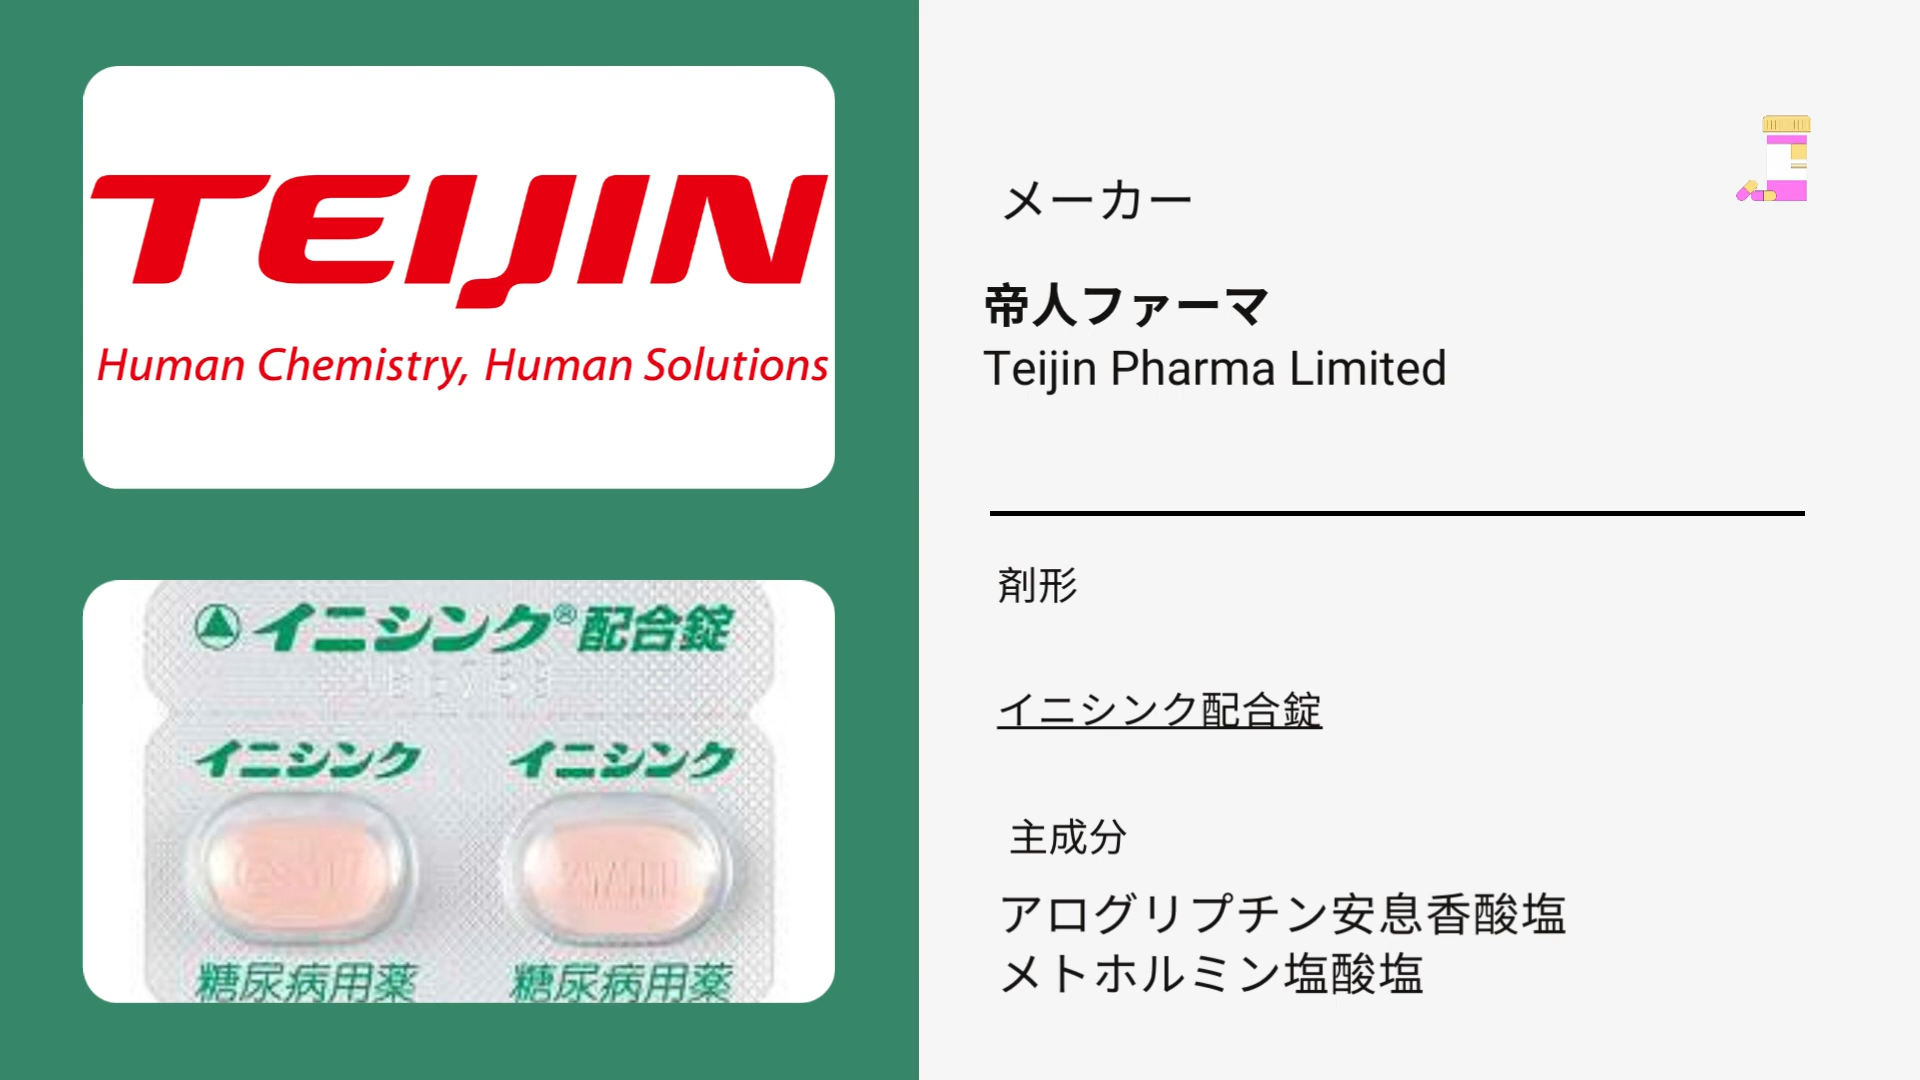 TEIJIN
Human Chemistry, Human Solutions
イニシンク®配合錠
イニシンク イニシンク
糖尿病用薬 糖尿病用薬
メーカー
帝人ファーマ
Teijin Pharma Limited
剤形
イニシンク配合錠
主成分
アログリプチン安息香酸塩
メトホルミン塩酸塩